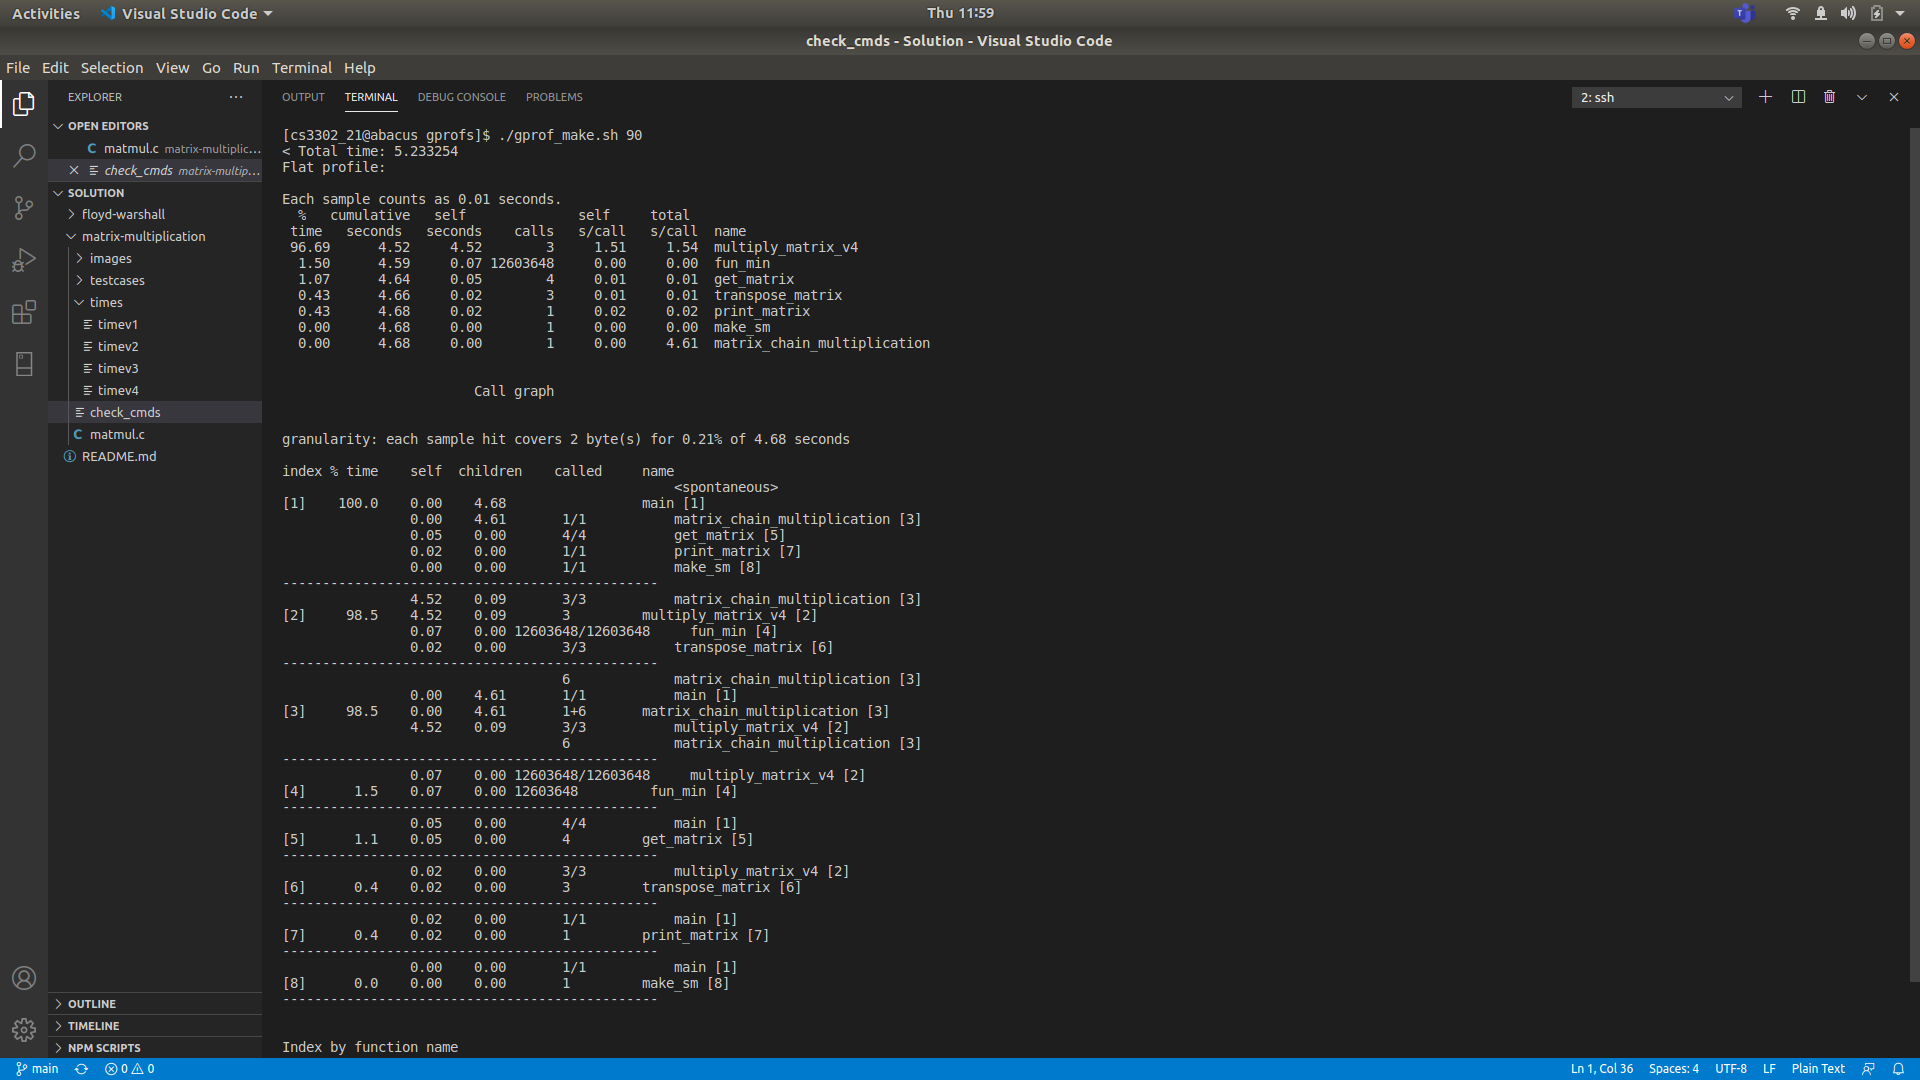 Activities Visual Studio Code Thu 11:59
check_cmds - Solution - Visual Studio Code
File Edit Selection View Go Run Terminal Help
EXPLORER ...
OPEN EDITORS
C matmul.c matrix-multiplic...
check_cmds matrix-multip...
SOLUTION
floyd-warshall
matrix-multiplication
images
testcases
times
timev1
timev2
timev3
timev4
check_cmds
C matmul.c
README.md
OUTLINE
TIMELINE
NPM SCRIPTS
OUTPUT TERMINAL DEBUG CONSOLE PROBLEMS 2: ssh
[cs3302_21@abacus gprofs]$ ./gprof_make.sh 90
< Total time: 5.233254
Flat profile:
Each sample counts as 0.01 seconds.
% cumulative self self total
time seconds seconds calls s/call s/call name
96.69 4.52 4.52 3 1.51 1.54 multiply_matrix_v4
1.50 4.59 0.07 12603648 0.00 0.00 fun_min
1.07 4.64 0.05 4 0.01 0.01 get_matrix
0.43 4.66 0.02 3 0.01 0.01 transpose_matrix
0.43 4.68 0.02 1 0.02 0.02 print_matrix
0.00 4.68 0.00 1 0.00 0.00 make_sm
0.00 4.68 0.00 1 0.00 4.61 matrix_chain_multiplication
Call graph
granularity: each sample hit covers 2 byte(s) for 0.21% of 4.68 seconds
index % time self children called name
<spontaneous>
[1] 100.0 0.00 4.68 main [1]
0.00 4.61 1/1 matrix_chain_multiplication [3]
0.05 0.00 4/4 get_matrix [5]
0.02 0.00 1/1 print_matrix [7]
0.00 0.00 1/1 make_sm [8]
-----------------------------------------------
4.52 0.09 3/3 matrix_chain_multiplication [3]
[2] 98.5 4.52 0.09 3 multiply_matrix_v4 [2]
0.07 0.00 12603648/12603648 fun_min [4]
0.02 0.00 3/3 transpose_matrix [6]
-----------------------------------------------
6 matrix_chain_multiplication [3]
0.00 4.61 1/1 main [1]
[3] 98.5 0.00 4.61 1+6 matrix_chain_multiplication [3]
4.52 0.09 3/3 multiply_matrix_v4 [2]
6 matrix_chain_multiplication [3]
-----------------------------------------------
0.07 0.00 12603648/12603648 multiply_matrix_v4 [2]
[4] 1.5 0.07 0.00 12603648 fun_min [4]
-----------------------------------------------
0.05 0.00 4/4 main [1]
[5] 1.1 0.05 0.00 4 get_matrix [5]
-----------------------------------------------
0.02 0.00 3/3 multiply_matrix_v4 [2]
[6] 0.4 0.02 0.00 3 transpose_matrix [6]
-----------------------------------------------
0.02 0.00 1/1 main [1]
[7] 0.4 0.02 0.00 1 print_matrix [7]
-----------------------------------------------
0.00 0.00 1/1 main [1]
[8] 0.0 0.00 0.00 1 make_sm [8]
-----------------------------------------------
Index by function name
main 0 0 Ln 1, Col 36 Spaces: 4 UTF-8 LF Plain Text